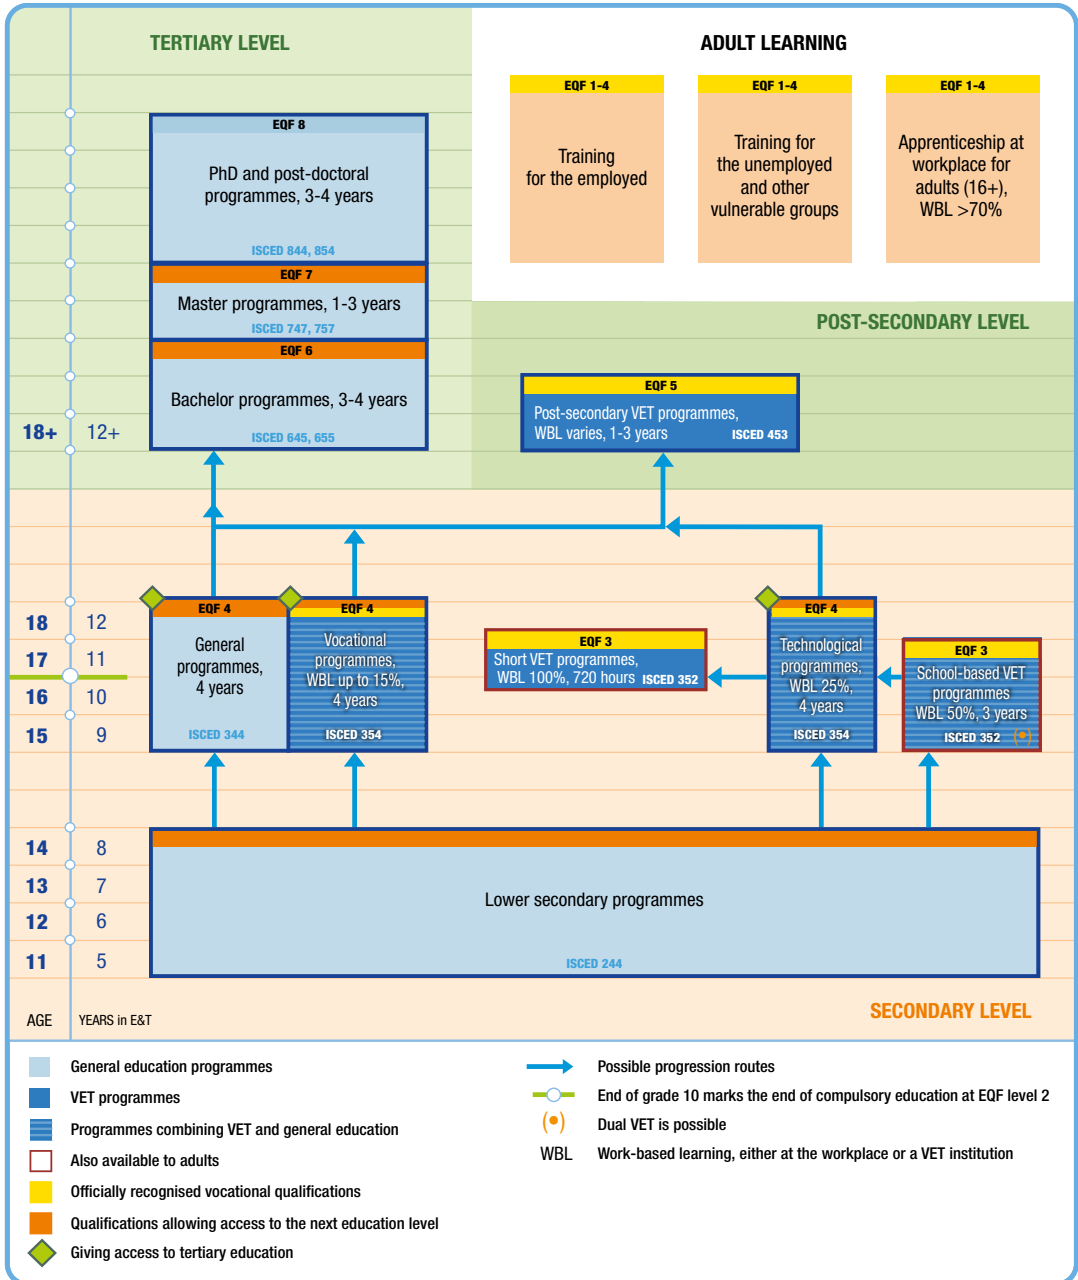 TERTIARY LEVEL
ADULT LEARNING
EQF 1-4
Training
for the employed
EQF 1-4
Training for
the unemployed
and other
vulnerable groups
EQF 1-4
Apprenticeship at
workplace for
adults (16+),
WBL >70%
EQF 8
PhD and post-doctoral
programmes, 3-4 years
ISCED 844, 854
EQF 7
Master programmes, 1-3 years
ISCED 747, 757
EQF 6
Bachelor programmes, 3-4 years
ISCED 645, 655
POST-SECONDARY LEVEL
EQF 5
Post-secondary VET programmes,
WBL varies, 1-3 years ISCED 453
18+ 12+
18 12
17 11
16 10
15 9
EQF 4
General
programmes,
4 years
ISCED 344
EQF 4
Vocational
programmes,
WBL up to 15%,
4 years
ISCED 354
EQF 3
Short VET programmes,
WBL 100%, 720 hours ISCED 352
EQF 4
Technological
programmes,
WBL 25%,
4 years
ISCED 354
EQF 3
School-based VET
programmes
WBL 50%, 3 years
ISCED 352
14 8
13 7
12 6
11 5
Lower secondary programmes
ISCED 244
SECONDARY LEVEL
AGE YEARS in E&T
General education programmes
VET programmes
Programmes combining VET and general education
Also available to adults
Officially recognised vocational qualifications
Qualifications allowing access to the next education level
Giving access to tertiary education
Possible progression routes
End of grade 10 marks the end of compulsory education at EQF level 2
Dual VET is possible
WBL Work-based learning, either at the workplace or a VET institution